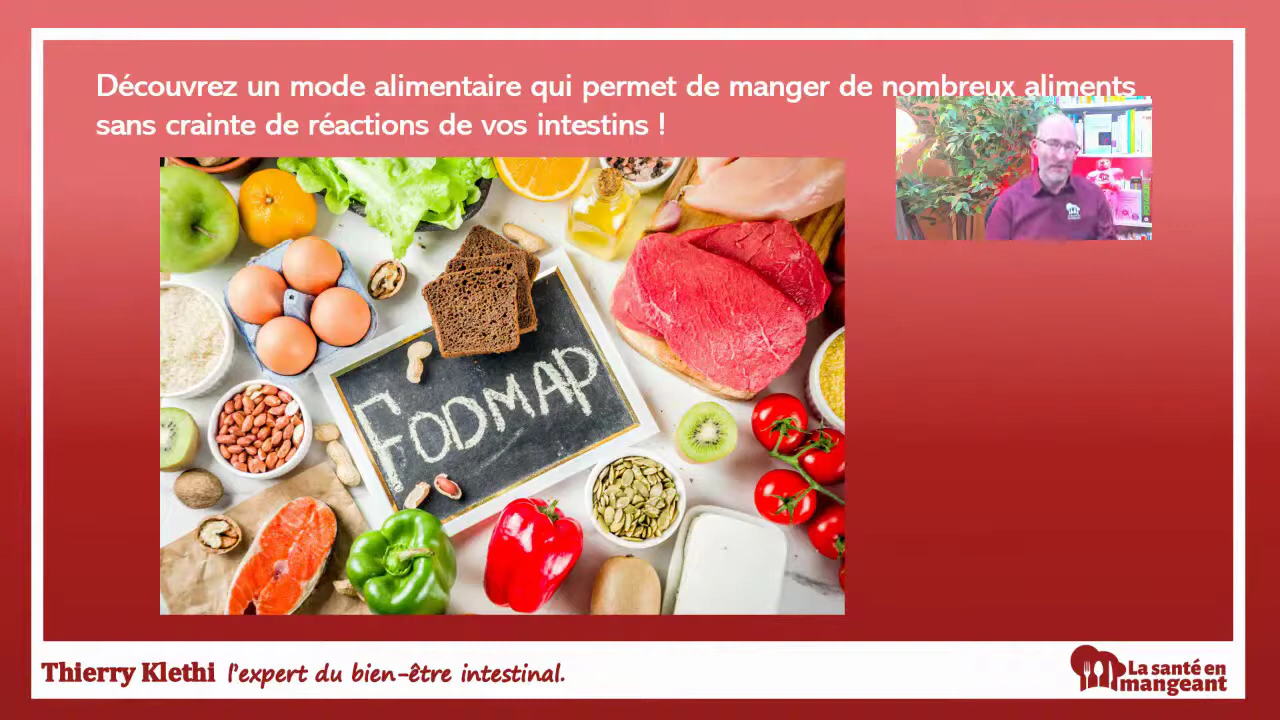 Découvrez un mode alimentaire qui permet de manger de nombreux aliments
sans crainte de réactions de vos intestins !
FODMAP
Thierry Klethi l'expert du bien-être intestinal.
La santé en
mangeant